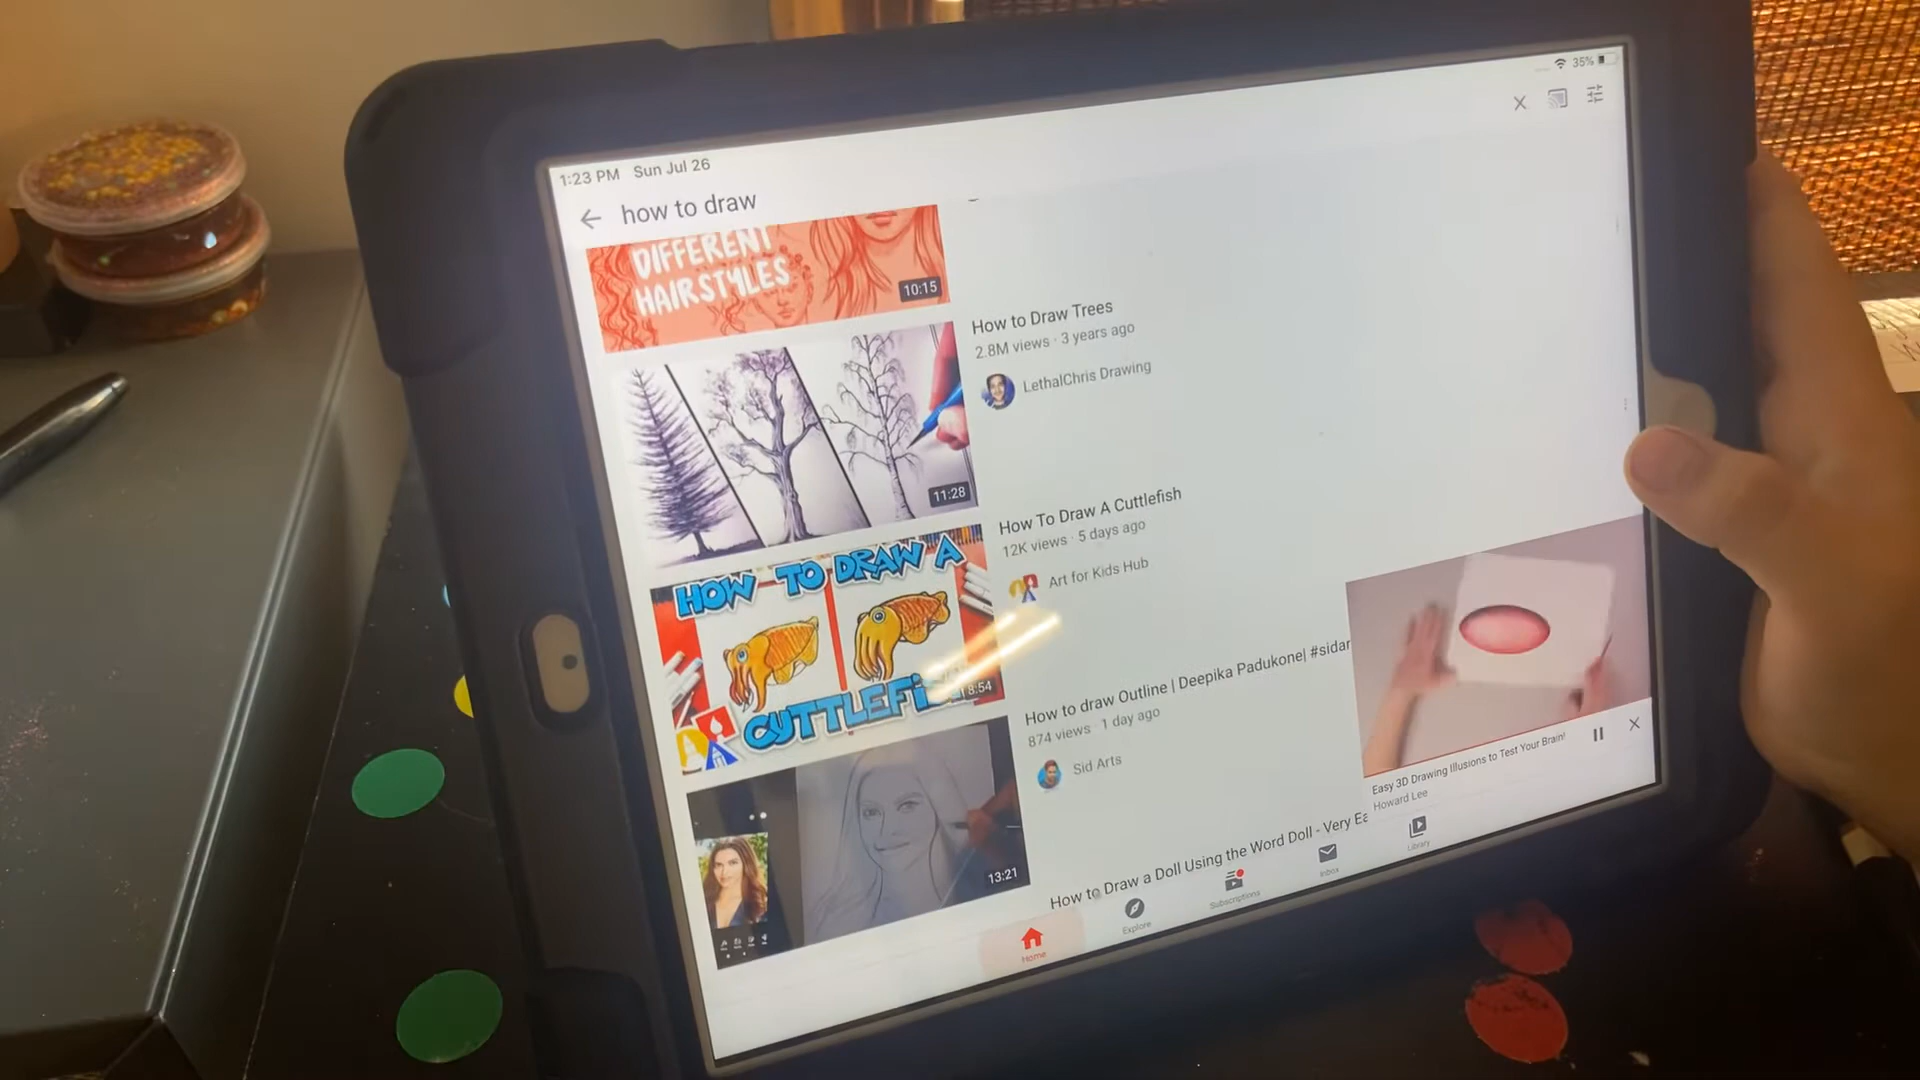 1:23 PM Sun Jul 26
35%
how to draw
DIFFERENT
HAIRSTYLES
10:15
How to Draw Trees
2.8M views · 3 years ago
LethalChris Drawing
11:28
How To Draw A Cuttlefish
12K views · 5 days ago
Art for Kids Hub
HOW TO DRAW A
CUTTLEFI
8:54
How to draw Outline | Deepika Padukone| #sidar
874 views · 1 day ago
Sid Arts
13:21
Easy 3D Drawing Illusions to Test Your Brain!
Howard Lee
How to Draw a Doll Using the Word Doll - Very Ea
Home
Explore
Subscriptions
Inbox
Library